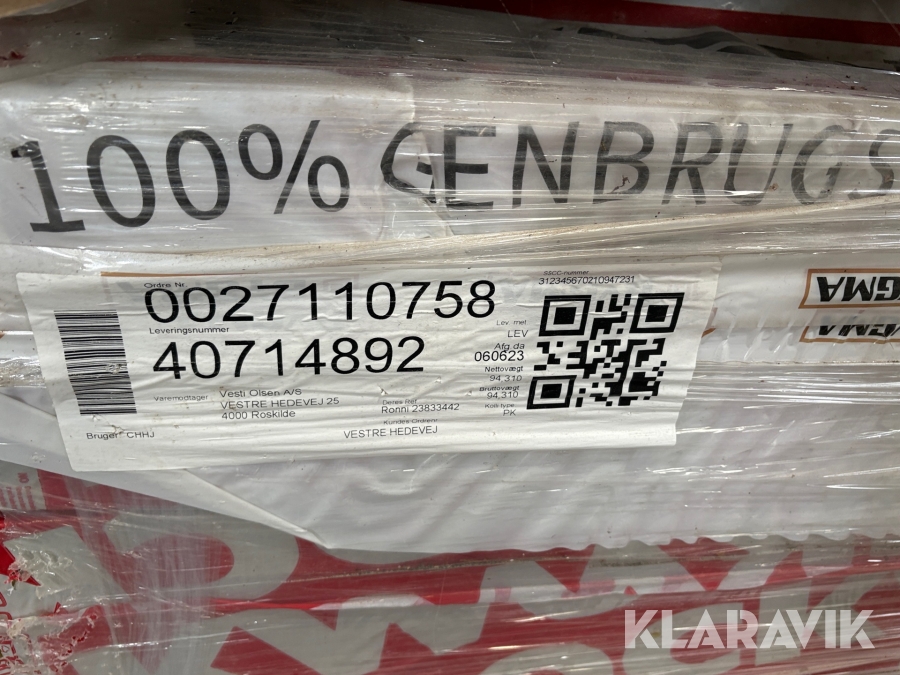 100% GENBRUGS
SSCC-nummer
312345670210947231
Ordre Nr.
0027110758
Leveringsnummer
40714892
Lev. met
LEV
Afg.da
060623
Nettovægt
94.310
Bruttovægt
94.310
Kolli type
PK
Varemodtager
Vesti Olsen A/S
VESTRE HEDEVEJ 25
4000 Roskilde
Deres Ref
Ronni 23833442
Kundes Ordrenr.
VESTRE HEDEVEJ
Bruger: CHHJ
KLARAVIK